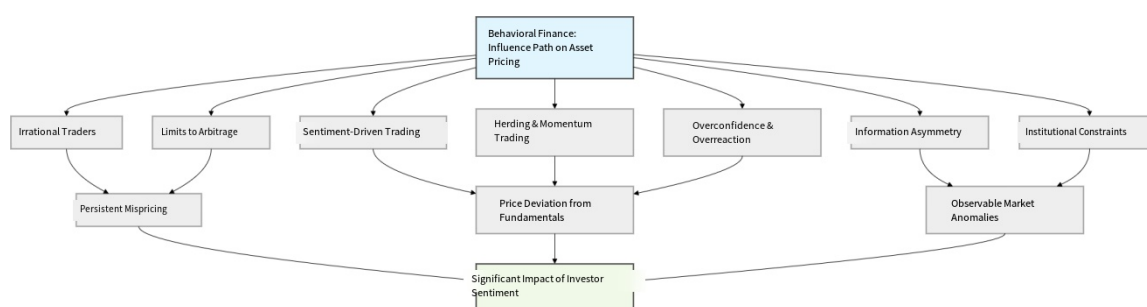 Behavioral Finance:
Influence Path on Asset
Pricing
Irrational Traders
Limits to Arbitrage
Sentiment-Driven Trading
Herding & Momentum
Trading
Overconfidence &
Overreaction
Information Asymmetry
Institutional Constraints
Persistent Mispricing
Price Deviation from
Fundamentals
Observable Market
Anomalies
Significant Impact of Investor
Sentiment